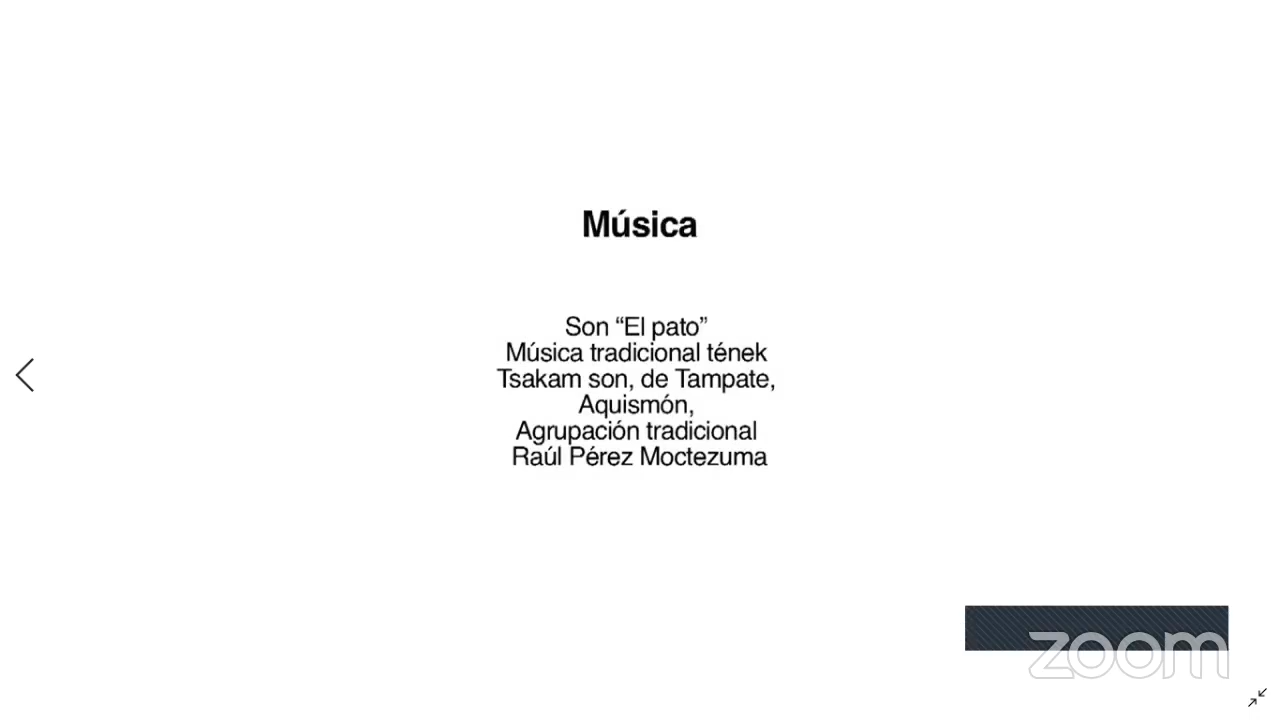 Música
Son “El pato”
Música tradicional tének
Tsakam son, de Tampate,
Aquismón,
Agrupación tradicional
Raúl Pérez Moctezuma
zoom